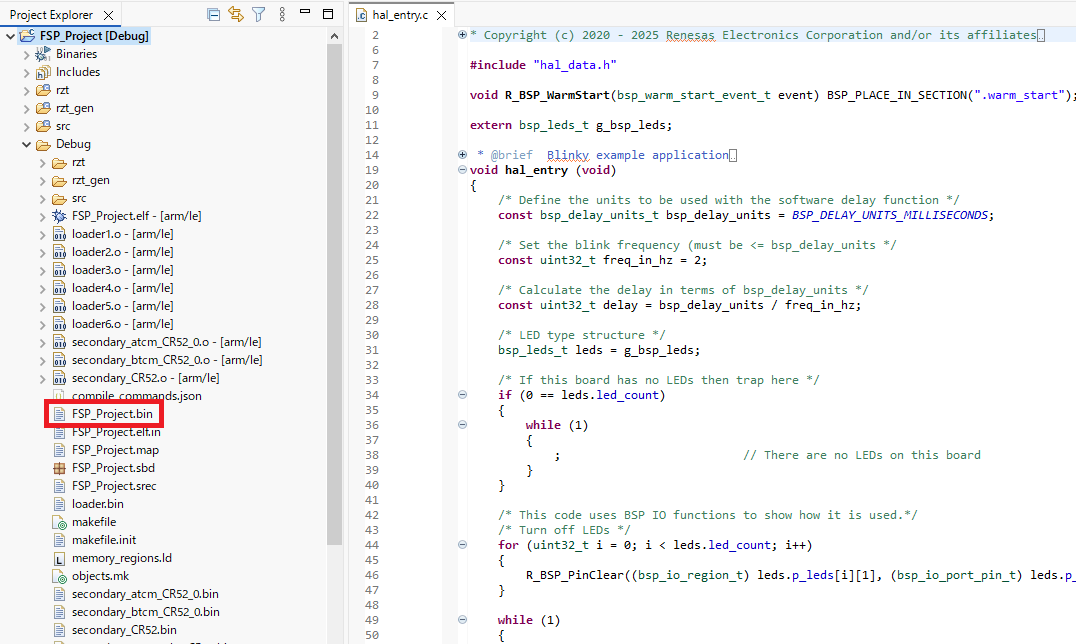 Project Explorer
FSP_Project [Debug]
Binaries
Includes
rzt
rzt_gen
src
Debug
rzt
rzt_gen
src
FSP_Project.elf - [arm/le]
loader1.o - [arm/le]
loader2.o - [arm/le]
loader3.o - [arm/le]
loader4.o - [arm/le]
loader5.o - [arm/le]
loader6.o - [arm/le]
secondary_atcm_CR52_0.o - [arm/le]
secondary_btcm_CR52_0.o - [arm/le]
secondary_CR52.o - [arm/le]
compile_commands.json
FSP_Project.bin
FSP_Project.elf.in
FSP_Project.map
FSP_Project.sbd
FSP_Project.srec
loader.bin
makefile
makefile.init
memory_regions.ld
objects.mk
secondary_atcm_CR52_0.bin
secondary_btcm_CR52_0.bin
secondary_CR52.bin
hal_entry.c
2 * Copyright (c) 2020 - 2025 Renesas Electronics Corporation and/or its affiliates
6
7 #include "hal_data.h"
8
9 void R_BSP_WarmStart(bsp_warm_start_event_t event) BSP_PLACE_IN_SECTION(".warm_start");
10
11 extern bsp_leds_t g_bsp_leds;
12
14 * @brief Blinky example application
19 void hal_entry (void)
20 {
21 /* Define the units to be used with the software delay function */
22 const bsp_delay_units_t bsp_delay_units = BSP_DELAY_UNITS_MILLISECONDS;
23
24 /* Set the blink frequency (must be <= bsp_delay_units */
25 const uint32_t freq_in_hz = 2;
26
27 /* Calculate the delay in terms of bsp_delay_units */
28 const uint32_t delay = bsp_delay_units / freq_in_hz;
29
30 /* LED type structure */
31 bsp_leds_t leds = g_bsp_leds;
32
33 /* If this board has no LEDs then trap here */
34 if (0 == leds.led_count)
35 {
36 while (1)
37 {
38 ; // There are no LEDs on this board
39 }
40 }
41
42 /* This code uses BSP IO functions to show how it is used.*/
43 /* Turn off LEDs */
44 for (uint32_t i = 0; i < leds.led_count; i++)
45 {
46 R_BSP_PinClear((bsp_io_region_t) leds.p_leds[i][1], (bsp_io_port_pin_t) leds.p_
47 }
48
49 while (1)
50 {